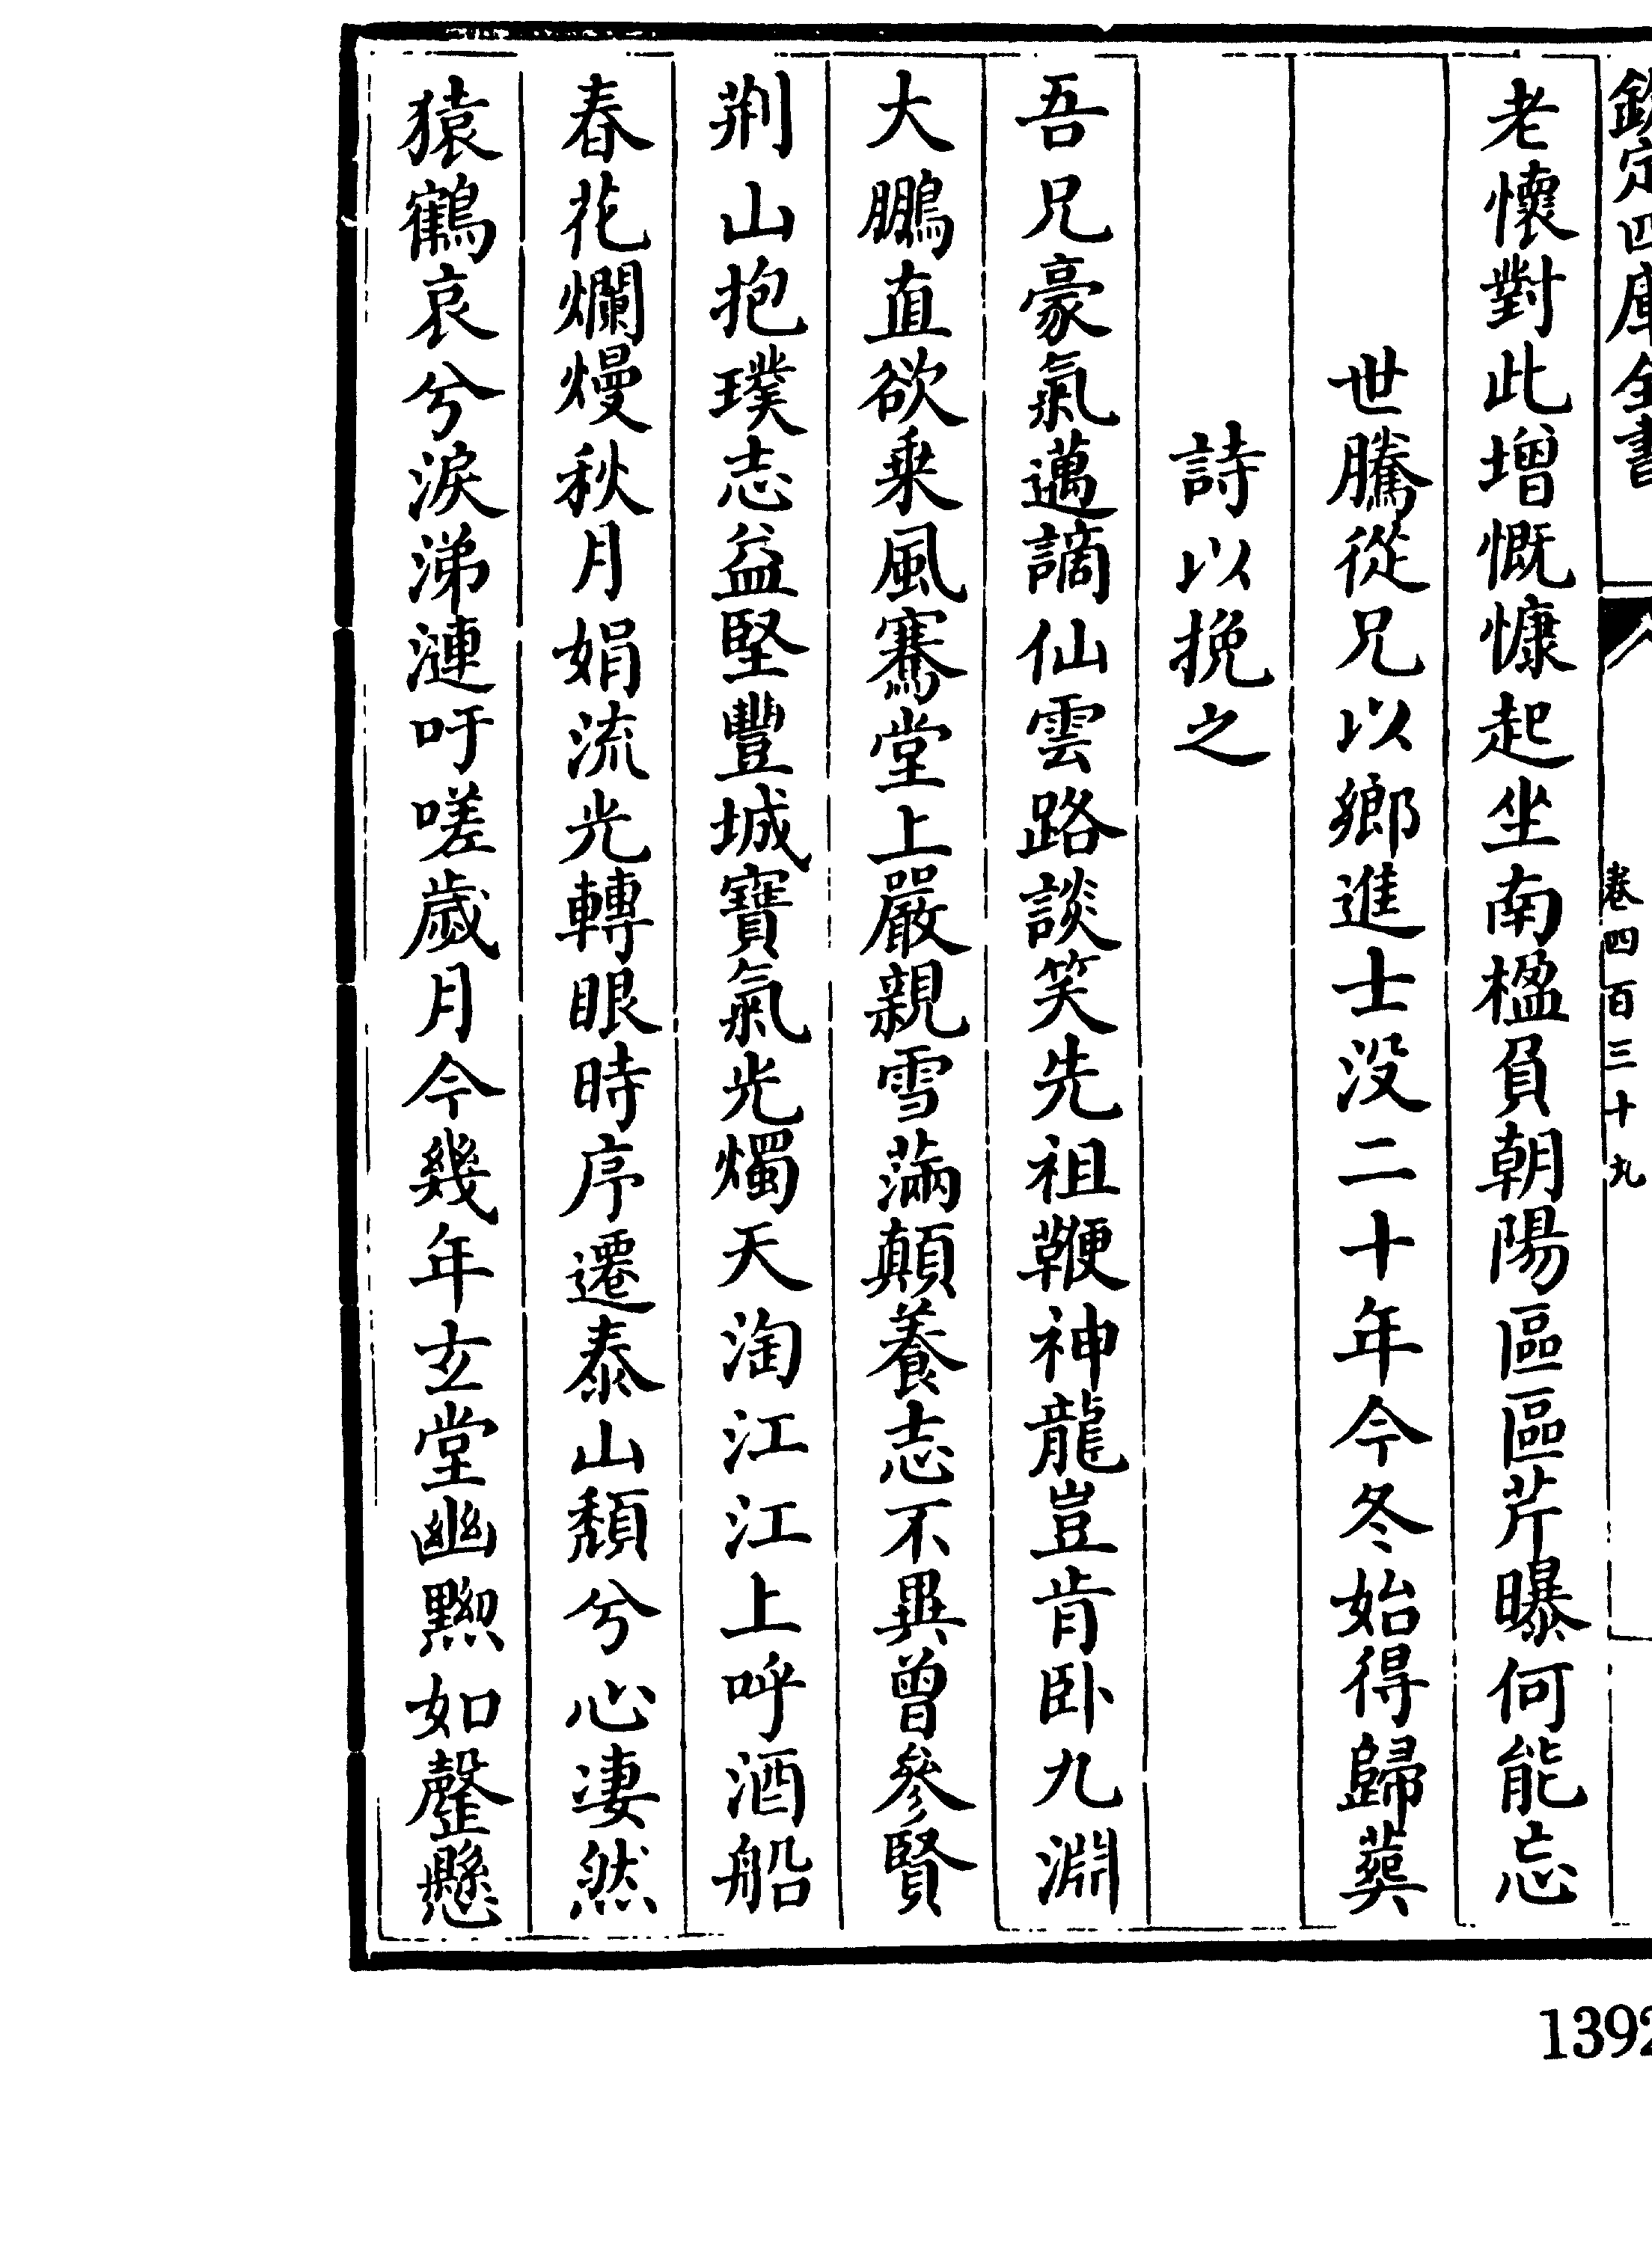 欽定四庫全書
卷四百三十九
老懷對此增慨慷起坐南楹負朝陽區區芹曝何能忘
世騰從兄以鄉進士没二十年今冬始得歸葬
詩以挽之
吾兄豪氣邁謫仙雲路談笑先祖鞭神龍豈肯卧九淵
大鵬直欲乗風騫堂上嚴親雪滿顛養志不異曾參賢
荆山抱璞志益堅豐城寶氣光燭天淘江江上呼酒船
春花爛熳秋月娟流光轉眼時序遷泰山頹兮心凄然
猿鶴哀兮淚涕漣吁嗟歲月今幾年玄堂幽黝如罄懸
1392